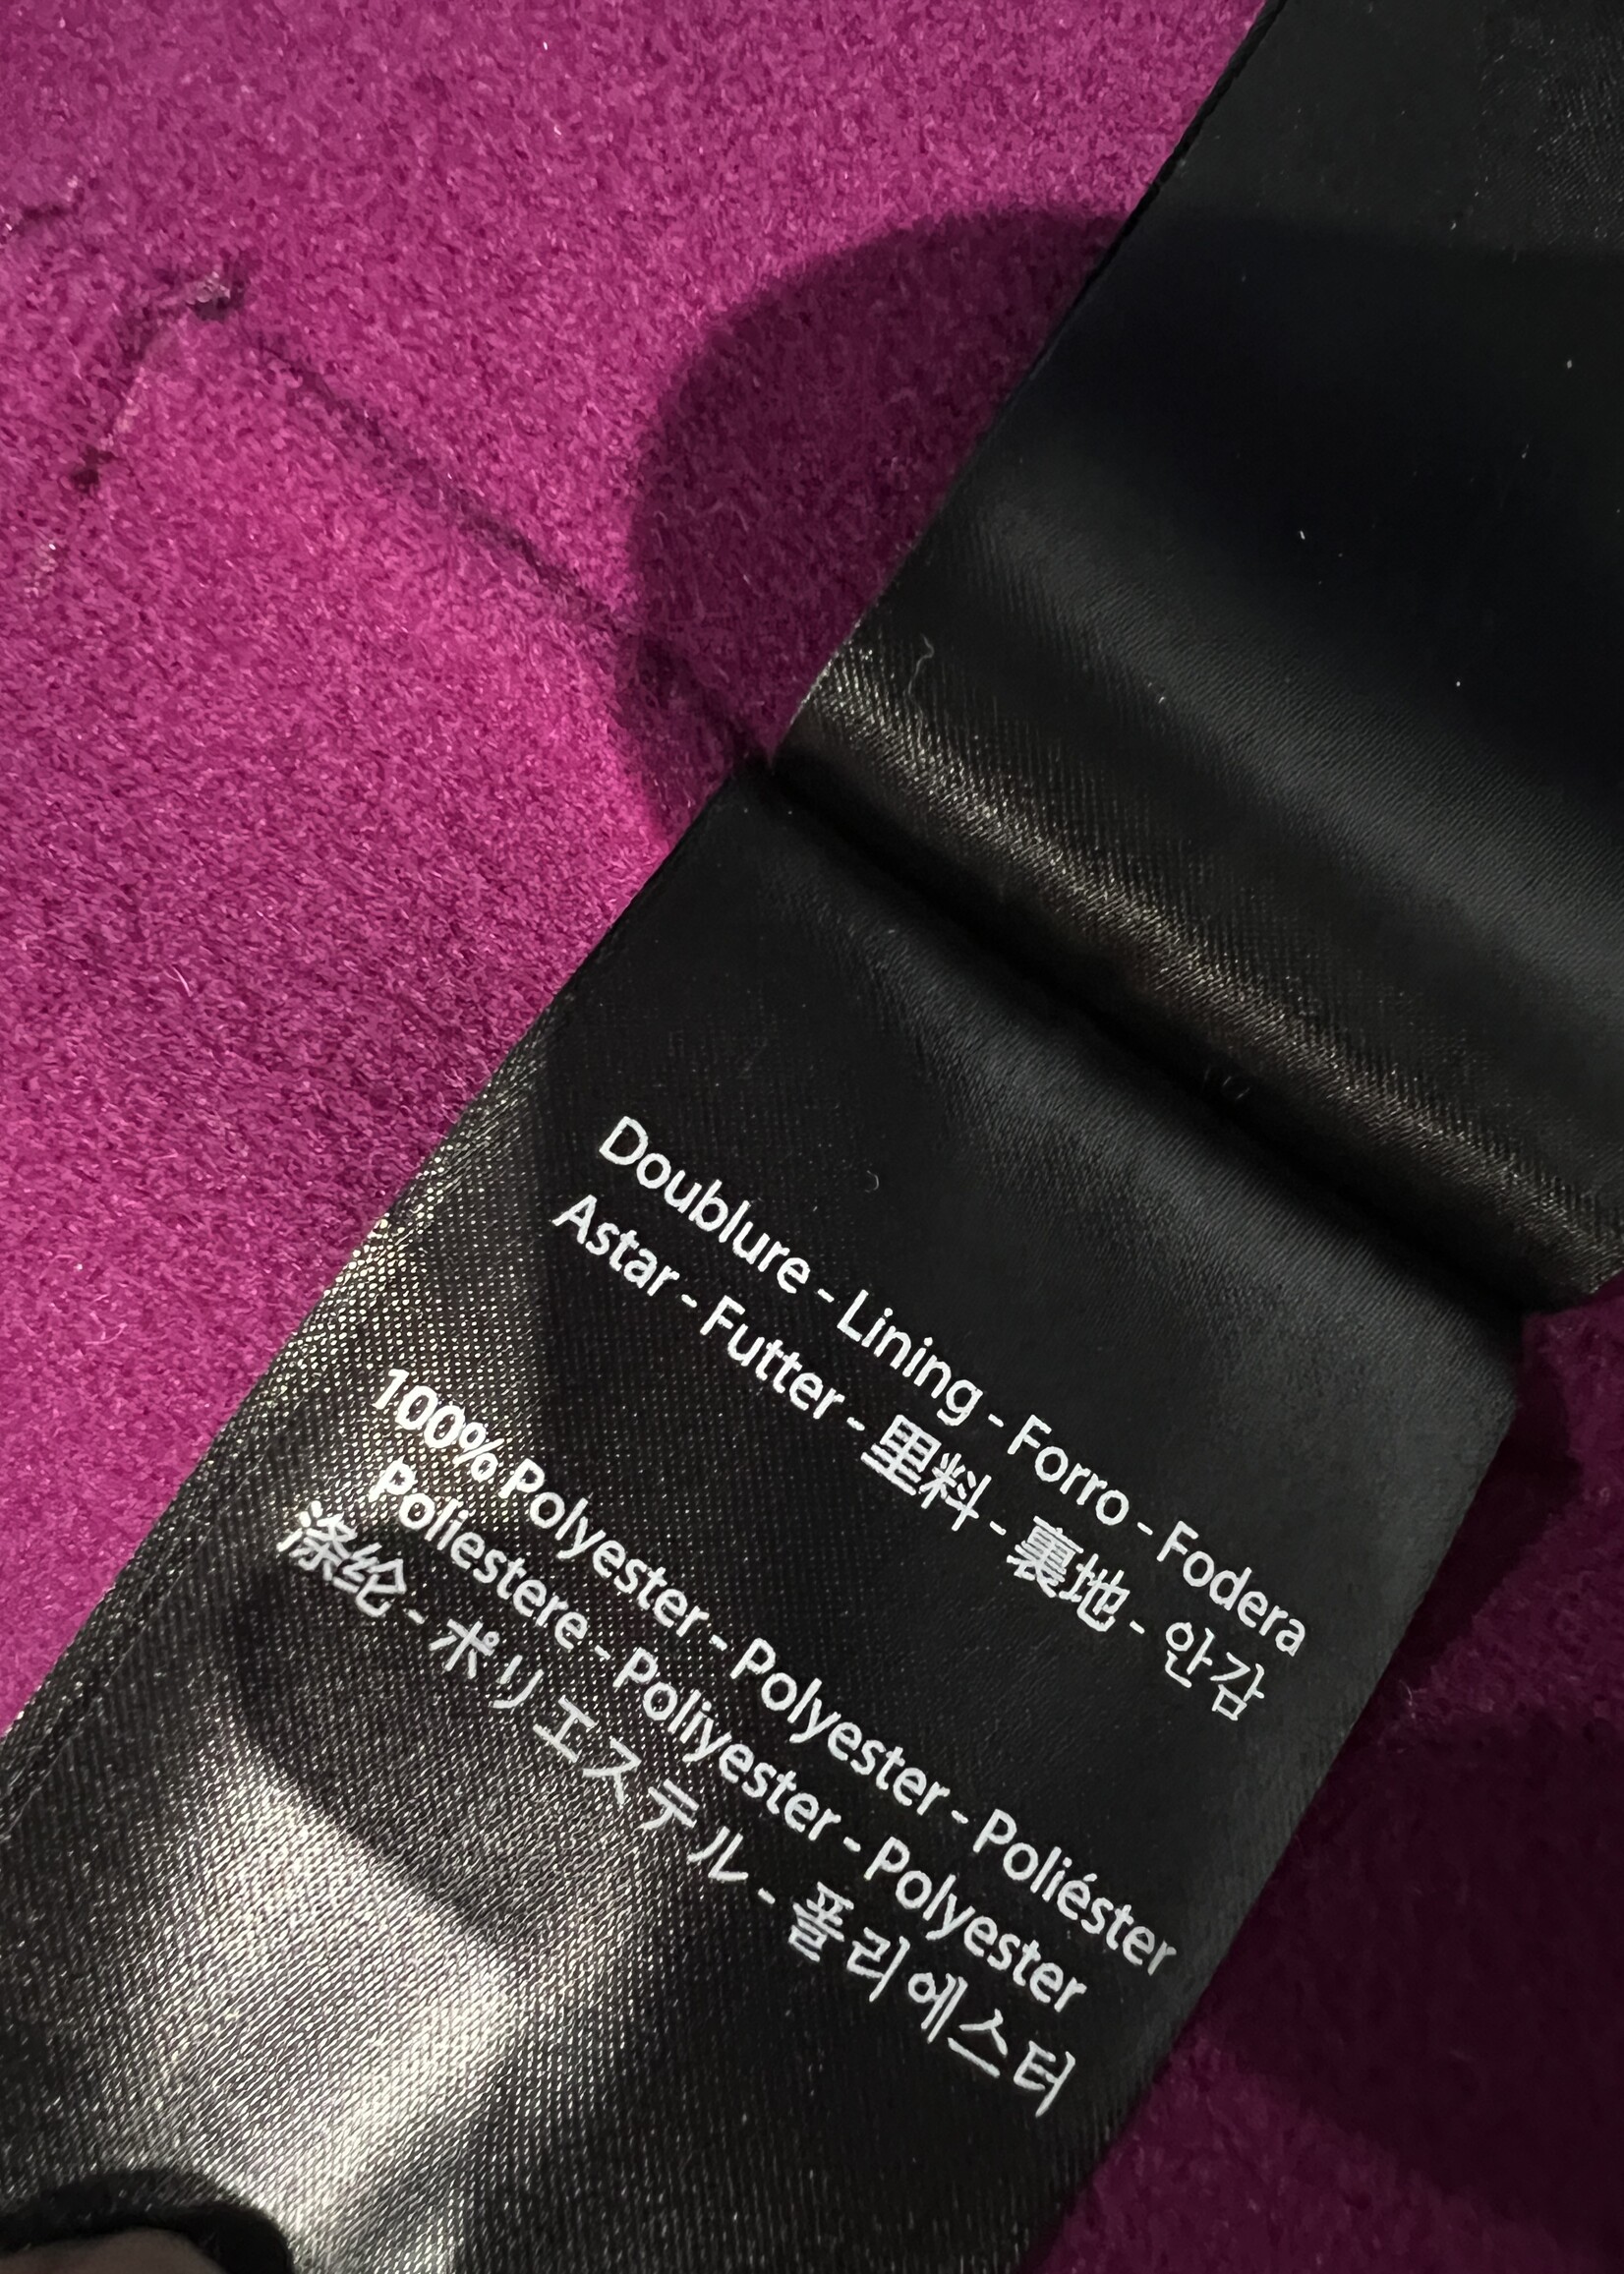 Doublure - Lining - Forro - Fodera
Astar - Futter - 里料 - 裏地 - 안감
100% Polyester - Polyester - Poliéster
Poliestere - Poliyester - Polyester
涤纶 - ポリエステル - 폴리에스터